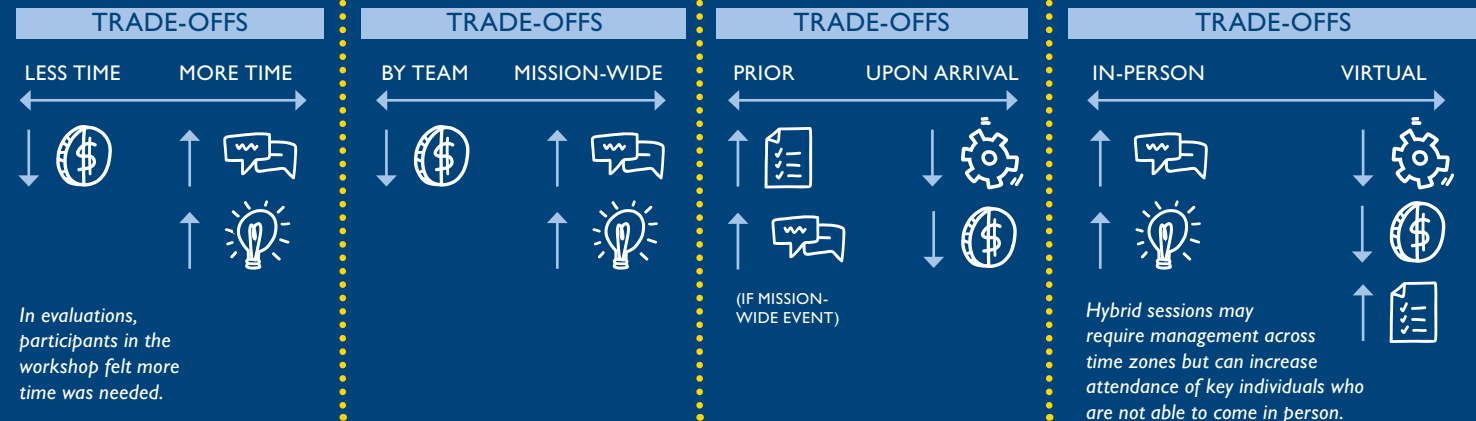 TRADE-OFFS
LESS TIME MORE TIME
In evaluations,
participants in the
workshop felt more
time was needed.
TRADE-OFFS
BY TEAM MISSION-WIDE
TRADE-OFFS
PRIOR UPON ARRIVAL
(IF MISSION-
WIDE EVENT)
TRADE-OFFS
IN-PERSON VIRTUAL
Hybrid sessions may
require management across
time zones but can increase
attendance of key individuals who
are not able to come in person.